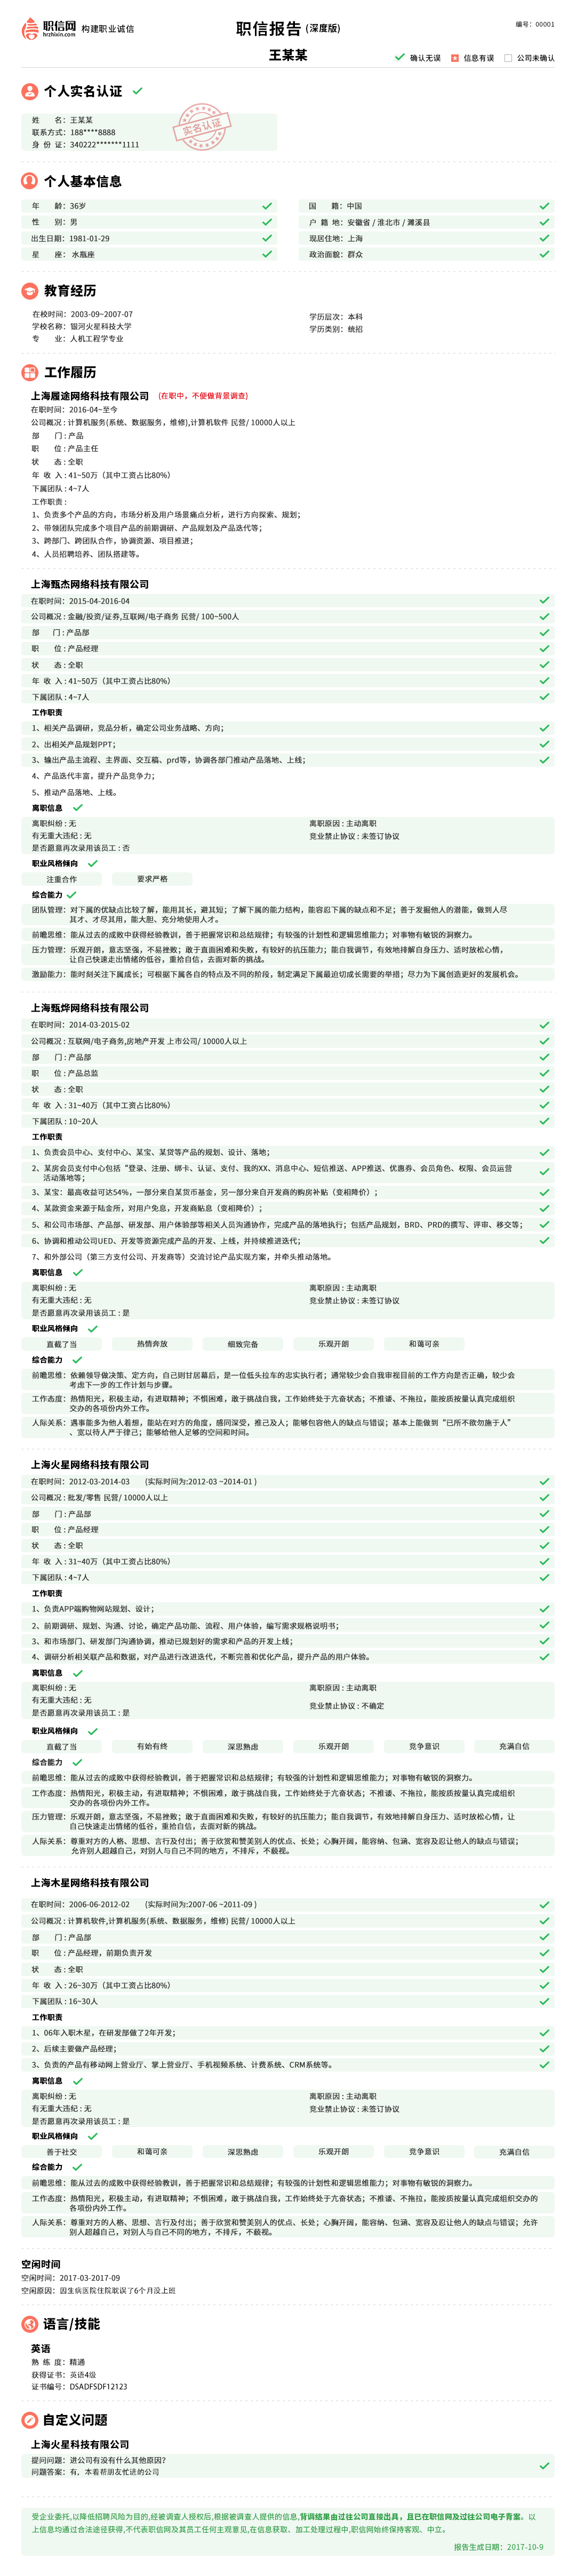 职信网
hrzhixin.com
构建职业诚信
职信报告 (深度版)
编号：00001
王某某
确认无误 信息有误 公司未确认
个人实名认证
姓 名：王某某
联系方式：188****8888
身 份 证：340222*******1111
实名认证
个人基本信息
年 龄：36岁
国 籍：中国
性 别：男
户 籍 地：安徽省 / 淮北市 / 濉溪县
出生日期：1981-01-29
现居住地：上海
星 座： 水瓶座
政治面貌：群众
教育经历
在校时间：2003-09~2007-07
学历层次：本科
学校名称：银河火星科技大学
学历类别：统招
专 业：人机工程学专业
工作履历
上海履途网络科技有限公司 (在职中，不便做背景调查)
在职时间：2016-04~至今
公司概况 : 计算机服务(系统、数据服务，维修),计算机软件 民营/ 10000人以上
部 门 : 产品
职 位 : 产品主任
状 态 : 全职
年 收 入 : 41~50万（其中工资占比80%）
下属团队 : 4~7人
工作职责 :
1、负责多个产品的方向，市场分析及用户场景痛点分析，进行方向探索、规划；
2、带领团队完成多个项目产品的前期调研、产品规划及产品迭代等；
3、跨部门、跨团队合作，协调资源、项目推进；
4、人员招聘培养、团队搭建等。
上海甄杰网络科技有限公司
在职时间：2015-04-2016-04
公司概况 : 金融/投资/证券,互联网/电子商务 民营/ 100~500人
部 门 : 产品部
职 位 : 产品经理
状 态 : 全职
年 收 入 : 41~50万（其中工资占比80%）
下属团队 : 4~7人
工作职责
1、相关产品调研，竞品分析，确定公司业务战略、方向；
2、出相关产品规划PPT；
3、输出产品主流程、主界面、交互稿、prd等，协调各部门推动产品落地、上线；
4、产品迭代丰富，提升产品竞争力；
5、推动产品落地、上线。
离职信息
离职纠纷 : 无
离职原因 : 主动离职
有无重大违纪 : 无
竞业禁止协议 : 未签订协议
是否愿意再次录用该员工 : 否
职业风格倾向
注重合作 要求严格
综合能力
团队管理：对下属的优缺点比较了解，能用其长，避其短；了解下属的能力结构，能容忍下属的缺点和不足；善于发掘他人的潜能，做到人尽
其才、才尽其用，能大胆、充分地使用人才。
前瞻思维：能从过去的成败中获得经验教训，善于把握常识和总结规律；有较强的计划性和逻辑思维能力；对事物有敏锐的洞察力。
压力管理：乐观开朗，意志坚强，不易挫败；敢于直面困难和失败，有较好的抗压能力；能自我调节，有效地排解自身压力、适时放松心情，
让自己快速走出情绪的低谷，重拾自信，去面对新的挑战。
激励能力：能时刻关注下属成长；可根据下属各自的特点及不同的阶段，制定满足下属最迫切成长需要的举措；尽力为下属创造更好的发展机会。
上海甄烨网络科技有限公司
在职时间：2014-03-2015-02
公司概况 : 互联网/电子商务,房地产开发 上市公司/ 10000人以上
部 门 : 产品部
职 位 : 产品总监
状 态 : 全职
年 收 入 : 31~40万（其中工资占比80%）
下属团队 : 10~20人
工作职责
1、负责会员中心、支付中心、某宝、某贷等产品的规划、设计、落地；
2、某房会员支付中心包括“登录、注册、绑卡、认证、支付、我的XX、消息中心、短信推送、APP推送、优惠券、会员角色、权限、会员运营
活动落地等；
3、某宝：最高收益可达54%，一部分来自某货币基金，另一部分来自开发商的购房补贴（变相降价）；
4、某款资金来源于陆金所，对用户免息，开发商贴息（变相降价）；
5、和公司市场部、产品部、研发部、用户体验部等相关人员沟通协作，完成产品的落地执行；包括产品规划，BRD、PRD的撰写、评审、移交等；
6、协调和推动公司UED、开发等资源完成产品的开发、上线，并持续推进迭代；
7、和外部公司（第三方支付公司、开发商等）交流讨论产品实现方案，并牵头推动落地。
离职信息
离职纠纷 : 无
离职原因 : 主动离职
有无重大违纪 : 无
竞业禁止协议 : 未签订协议
是否愿意再次录用该员工 : 是
职业风格倾向
直截了当 热情奔放 细致完备 乐观开朗 和蔼可亲
综合能力
前瞻思维：依赖领导做决策、定方向，自己则甘居幕后，是一位低头拉车的忠实执行者；通常较少会自我审视目前的工作方向是否正确，较少会
考虑下一步的工作计划与步骤。
工作态度：热情阳光，积极主动，有进取精神；不惧困难，敢于挑战自我，工作始终处于亢奋状态；不推诿、不拖拉，能按质按量认真完成组织
交办的各项份内外工作。
人际关系：遇事能多为他人着想，能站在对方的角度，感同深受，推己及人；能够包容他人的缺点与错误；基本上能做到“已所不欲勿施于人”
、宽以待人严于律己；能够给他人足够的空间和时间。
上海火星网络科技有限公司
在职时间：2012-03-2014-03 (实际时间为:2012-03 ~2014-01 )
公司概况 : 批发/零售 民营/ 10000人以上
部 门 : 产品部
职 位 : 产品经理
状 态 : 全职
年 收 入 : 31~40万（其中工资占比80%）
下属团队 : 4~7人
工作职责
1、负责APP端购物网站规划、设计；
2、前期调研、规划、沟通、讨论，确定产品功能、流程、用户体验，编写需求规格说明书；
3、和市场部门、研发部门沟通协调，推动已规划好的需求和产品的开发上线；
4、调研分析相关联产品和数据，对产品进行改进迭代，不断完善和优化产品，提升产品的用户体验。
离职信息
离职纠纷 : 无
离职原因 : 主动离职
有无重大违纪 : 无
竞业禁止协议 : 不确定
是否愿意再次录用该员工 : 是
职业风格倾向
直截了当 有始有终 深思熟虑 乐观开朗 竞争意识 充满自信
综合能力
前瞻思维：能从过去的成败中获得经验教训，善于把握常识和总结规律；有较强的计划性和逻辑思维能力；对事物有敏锐的洞察力。
工作态度：热情阳光，积极主动，有进取精神；不惧困难，敢于挑战自我，工作始终处于亢奋状态；不推诿、不拖拉，能按质按量认真完成组织
交办的各项份内外工作。
压力管理：乐观开朗，意志坚强，不易挫败；敢于直面困难和失败，有较好的抗压能力；能自我调节，有效地排解自身压力、适时放松心情，让
自己快速走出情绪的低谷，重拾自信，去面对新的挑战。
人际关系：尊重对方的人格、思想、言行及付出；善于欣赏和赞美别人的优点、长处；心胸开阔，能容纳、包涵、宽容及忍让他人的缺点与错误；
允许别人超越自己，对别人与自己不同的地方，不排斥，不藐视。
上海木星网络科技有限公司
在职时间：2006-06-2012-02 (实际时间为:2007-06 ~2011-09 )
公司概况 : 计算机软件,计算机服务(系统、数据服务，维修) 民营/ 10000人以上
部 门 : 产品部
职 位 : 产品经理，前期负责开发
状 态 : 全职
年 收 入 : 26~30万（其中工资占比80%）
下属团队 : 16~30人
工作职责
1、06年入职木星，在研发部做了2年开发；
2、后续主要做产品经理；
3、负责的产品有移动网上营业厅、掌上营业厅、手机视频系统、计费系统、CRM系统等。
离职信息
离职纠纷 : 无
离职原因 : 主动离职
有无重大违纪 : 无
竞业禁止协议 : 未签订协议
是否愿意再次录用该员工 : 是
职业风格倾向
善于社交 和蔼可亲 深思熟虑 乐观开朗 竞争意识 充满自信
综合能力
前瞻思维：能从过去的成败中获得经验教训，善于把握常识和总结规律；有较强的计划性和逻辑思维能力；对事物有敏锐的洞察力。
工作态度：热情阳光，积极主动，有进取精神；不惧困难，敢于挑战自我，工作始终处于亢奋状态；不推诿、不拖拉，能按质按量认真完成组织交办的
各项份内外工作。
人际关系：尊重对方的人格、思想、言行及付出；善于欣赏和赞美别人的优点、长处；心胸开阔，能容纳、包涵、宽容及忍让他人的缺点与错误；允许
别人超越自己，对别人与自己不同的地方，不排斥，不藐视。
空闲时间
空闲时间：2017-03-2017-09
空闲原因：因生病医院住院耽误了6个月没上班
语言/技能
英语
熟 练 度：精通
获得证书：英语4级
证书编号：DSADFSDF12123
自定义问题
上海火星科技有限公司
提问问题：进公司有没有什么其他原因？
问题答案：有，本着帮朋友忙进的公司
受企业委托,以降低招聘风险为目的,经被调查人授权后,根据被调查人提供的信息,背调结果由过往公司直接出具，且已在职信网及过往公司电子背案。以
上信息均通过合法途径获得,不代表职信网及其员工任何主观意见,在信息获取、加工处理过程中,职信网始终保持客观、中立。
报告生成日期：2017-10-9